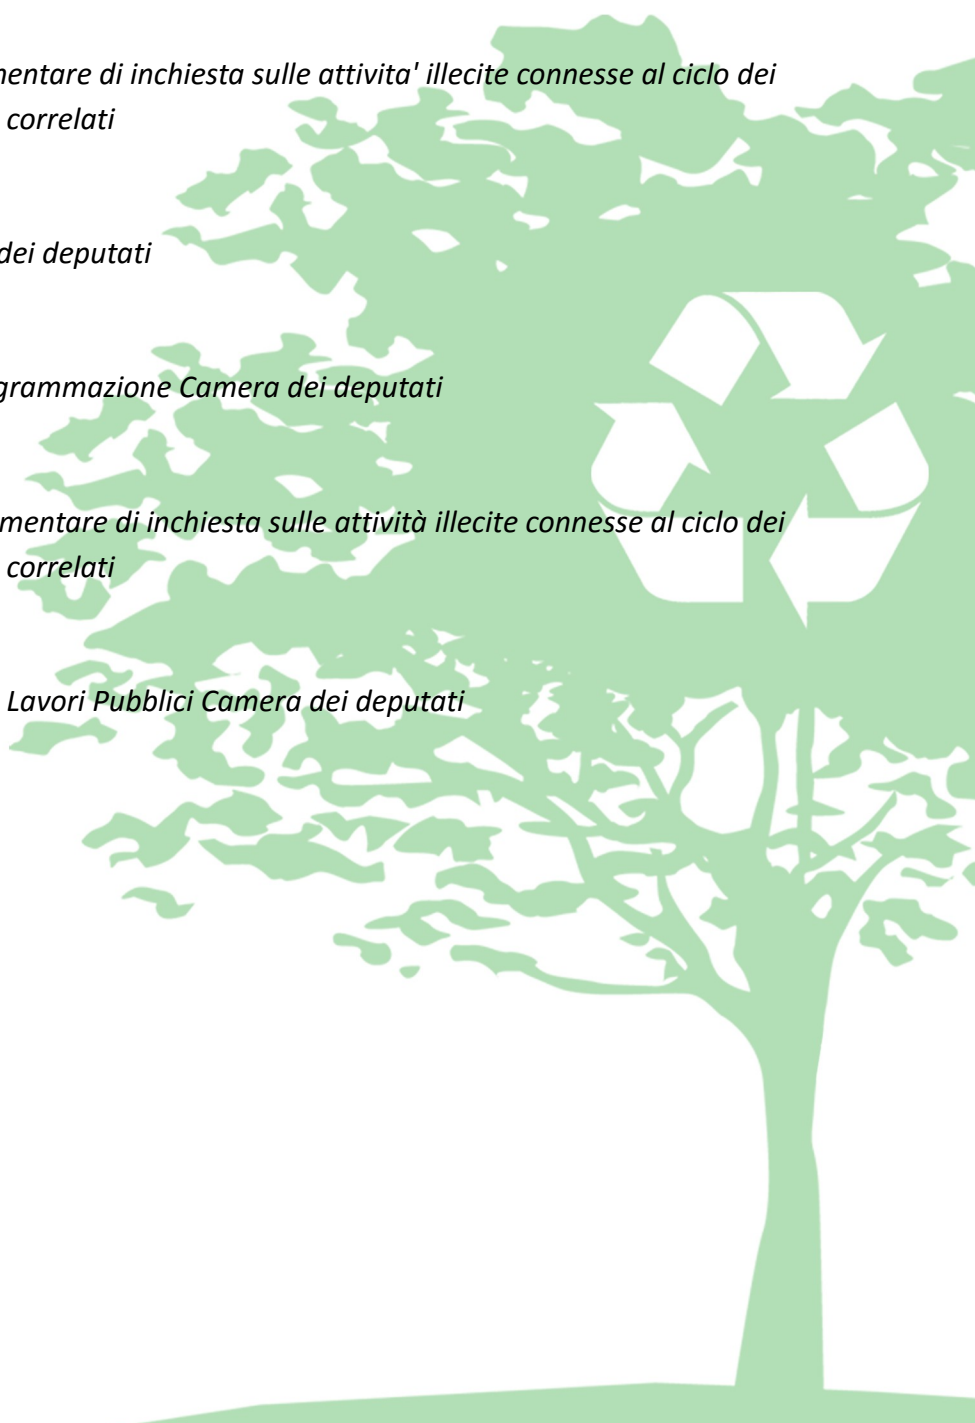 mentare di inchiesta sulle attivita' illecite connesse al ciclo dei
correlati
dei deputati
grammazione Camera dei deputati
mentare di inchiesta sulle attività illecite connesse al ciclo dei
correlati
Lavori Pubblici Camera dei deputati